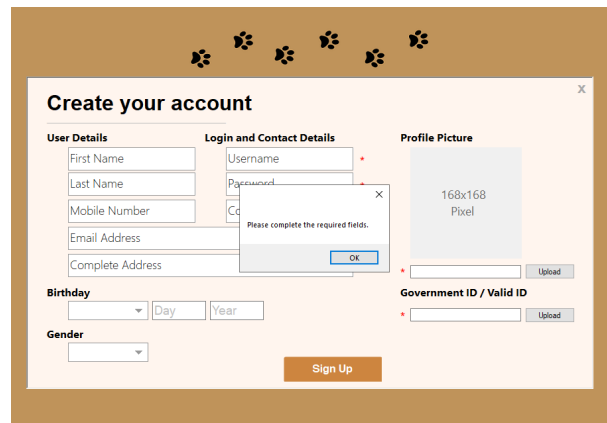 X
Create your account
User Details
Login and Contact Details
Profile Picture
First Name
Username
*
Last Name
Password
*
168x168
Pixel
Mobile Number
Please complete the required fields.
OK
Email Address
Complete Address
* Upload
Birthday
Day
Year
Government ID / Valid ID
* Upload
Gender
Sign Up